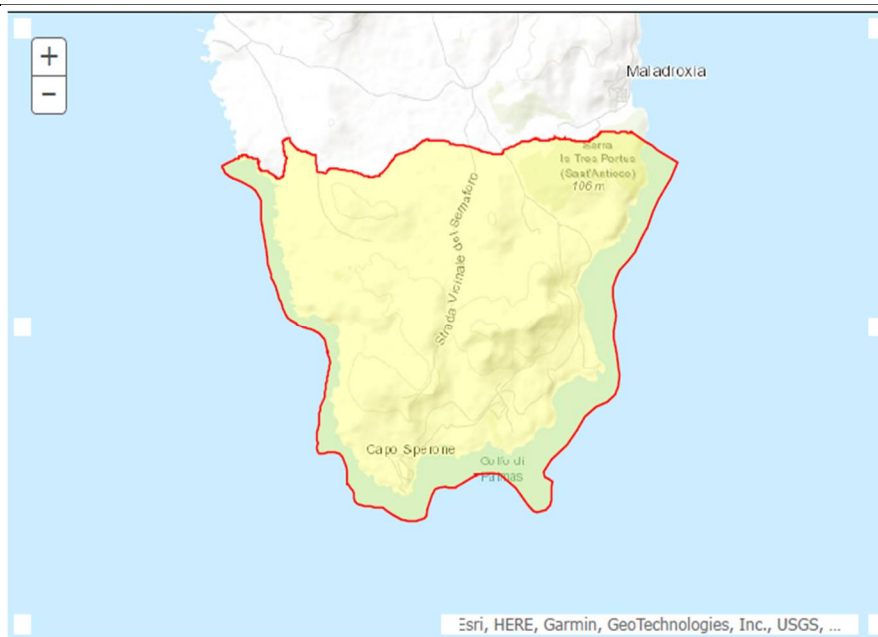 +
−
Maladroxia
Serra
is Tres Portus
(Sant'Antioco)
106 m
Strada Vicinale del Semaforo
Capo Sperone
Golfo di
Palmas
Esri, HERE, Garmin, GeoTechnologies, Inc., USGS, ...